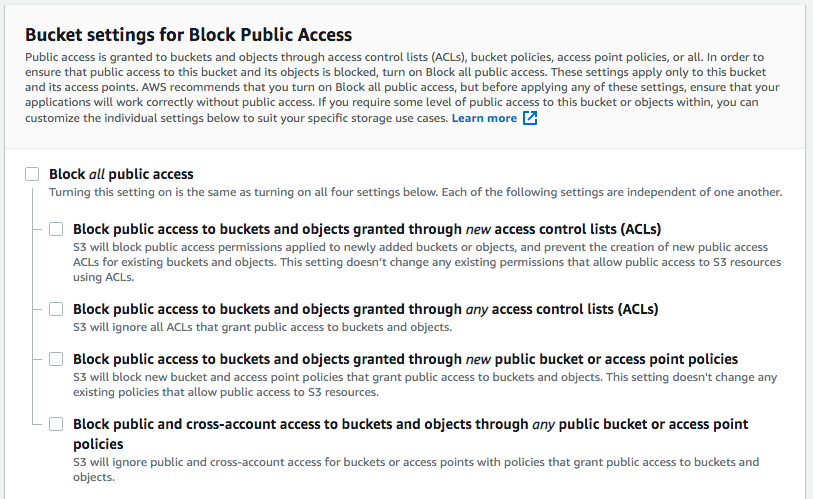 Bucket settings for Block Public Access
Public access is granted to buckets and objects through access control lists (ACLs), bucket policies, access point policies, or all. In order to
ensure that public access to this bucket and its objects is blocked, turn on Block all public access. These settings apply only to this bucket
and its access points. AWS recommends that you turn on Block all public access, but before applying any of these settings, ensure that your
applications will work correctly without public access. If you require some level of public access to this bucket or objects within, you can
customize the individual settings below to suit your specific storage use cases. Learn more
Block all public access
Turning this setting on is the same as turning on all four settings below. Each of the following settings are independent of one another.
Block public access to buckets and objects granted through new access control lists (ACLs)
S3 will block public access permissions applied to newly added buckets or objects, and prevent the creation of new public access
ACLs for existing buckets and objects. This setting doesn't change any existing permissions that allow public access to S3 resources
using ACLs.
Block public access to buckets and objects granted through any access control lists (ACLs)
S3 will ignore all ACLs that grant public access to buckets and objects.
Block public access to buckets and objects granted through new public bucket or access point policies
S3 will block new bucket and access point policies that grant public access to buckets and objects. This setting doesn't change any
existing policies that allow public access to S3 resources.
Block public and cross-account access to buckets and objects through any public bucket or access point
policies
S3 will ignore public and cross-account access for buckets or access points with policies that grant public access to buckets and
objects.